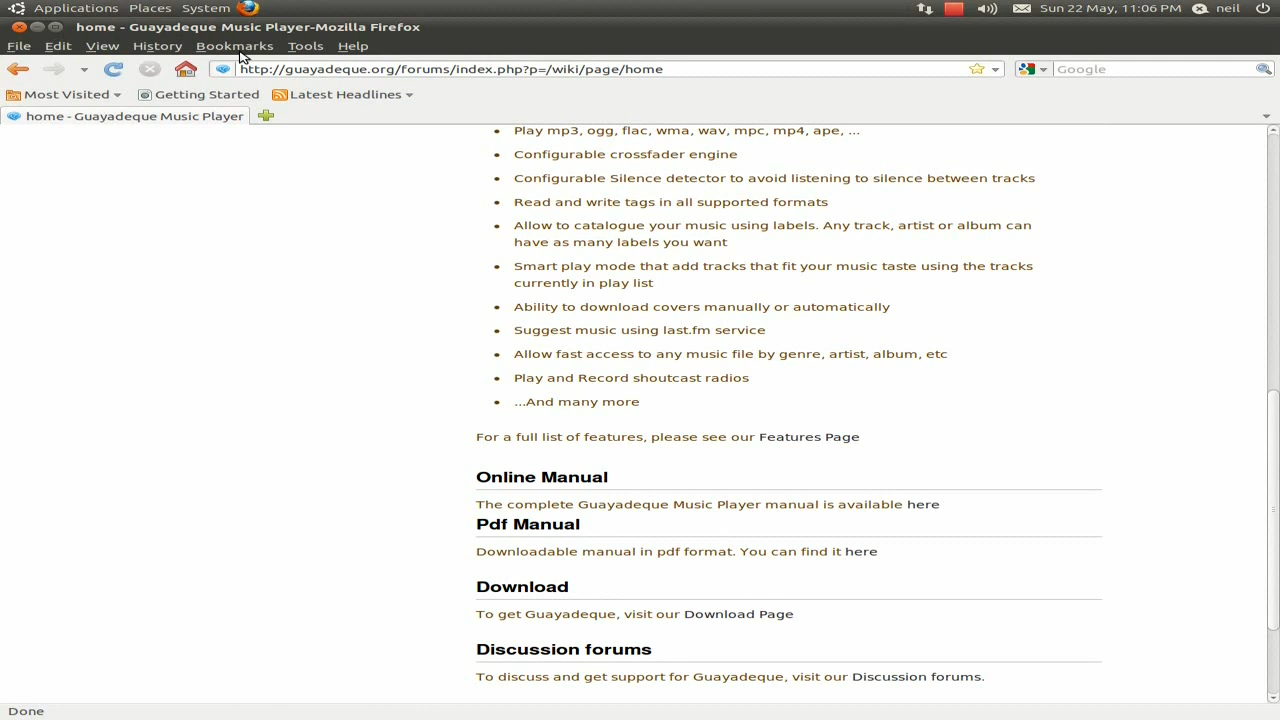 Applications Places System Sun 22 May, 11:06 PM neil
home - Guayadeque Music Player-Mozilla Firefox
File Edit View History Bookmarks Tools Help
http://guayadeque.org/forums/index.php?p=/wiki/page/home Google
Most Visited Getting Started Latest Headlines
home - Guayadeque Music Player
• Play mp3, ogg, flac, wma, wav, mpc, mp4, ape, ...
• Configurable crossfader engine
• Configurable Silence detector to avoid listening to silence between tracks
• Read and write tags in all supported formats
• Allow to catalogue your music using labels. Any track, artist or album can
have as many labels you want
• Smart play mode that add tracks that fit your music taste using the tracks
currently in play list
• Ability to download covers manually or automatically
• Suggest music using last.fm service
• Allow fast access to any music file by genre, artist, album, etc
• Play and Record shoutcast radios
• ...And many more
For a full list of features, please see our Features Page
Online Manual
The complete Guayadeque Music Player manual is available here
Pdf Manual
Downloadable manual in pdf format. You can find it here
Download
To get Guayadeque, visit our Download Page
Discussion forums
To discuss and get support for Guayadeque, visit our Discussion forums.
Done